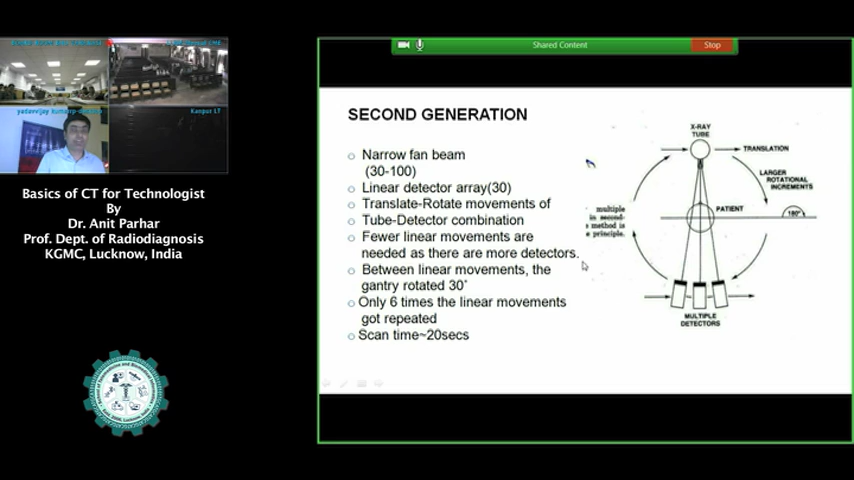 Kanpur LT
Basics of CT for Technologist
By
Dr. Anit Parhar
Prof. Dept. of Radiodiagnosis
KGMC, Lucknow, India
Shared Content
Stop
SECOND GENERATION
Narrow fan beam
(30-100)
Linear detector array(30)
Translate-Rotate movements of
Tube-Detector combination
Fewer linear movements are
needed as there are more detectors.
Between linear movements, the
gantry rotated 30°
Only 6 times the linear movements
got repeated
Scan time~20secs
X-RAY
TUBE
TRANSLATION
LARGER
ROTATIONAL
INCREMENTS
multiple
in second-
method is
principle.
PATIENT
180°
MULTIPLE
DETECTORS